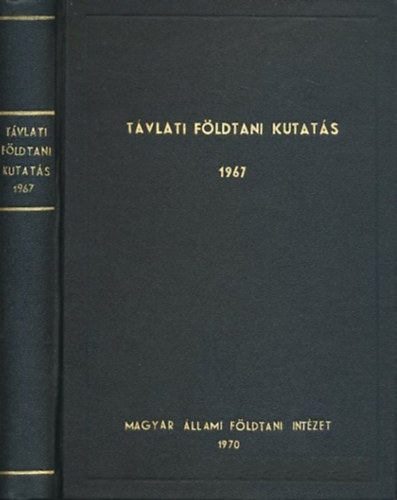 TÁVLATI
FÖLDTANI
KUTATÁS
1967
TÁVLATI FÖLDTANI KUTATÁS
1967
MAGYAR ÁLLAMI FÖLDTANI INTÉZET
1970